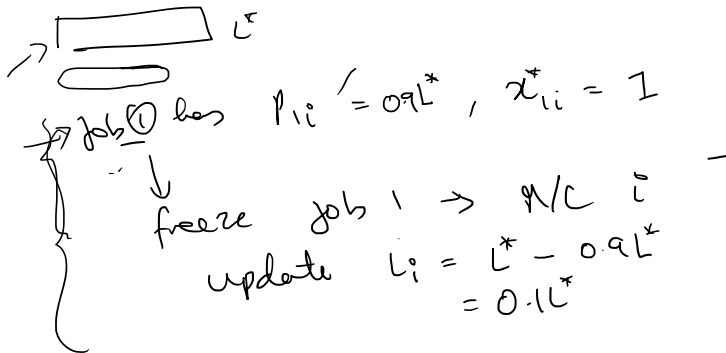 L*
→ Job ① has P₁ᵢ = 0.9L* , x*₁ᵢ = 1
↓
freeze job 1 → M/C i
update Lᵢ = L* - 0.9L*
= 0.1L*